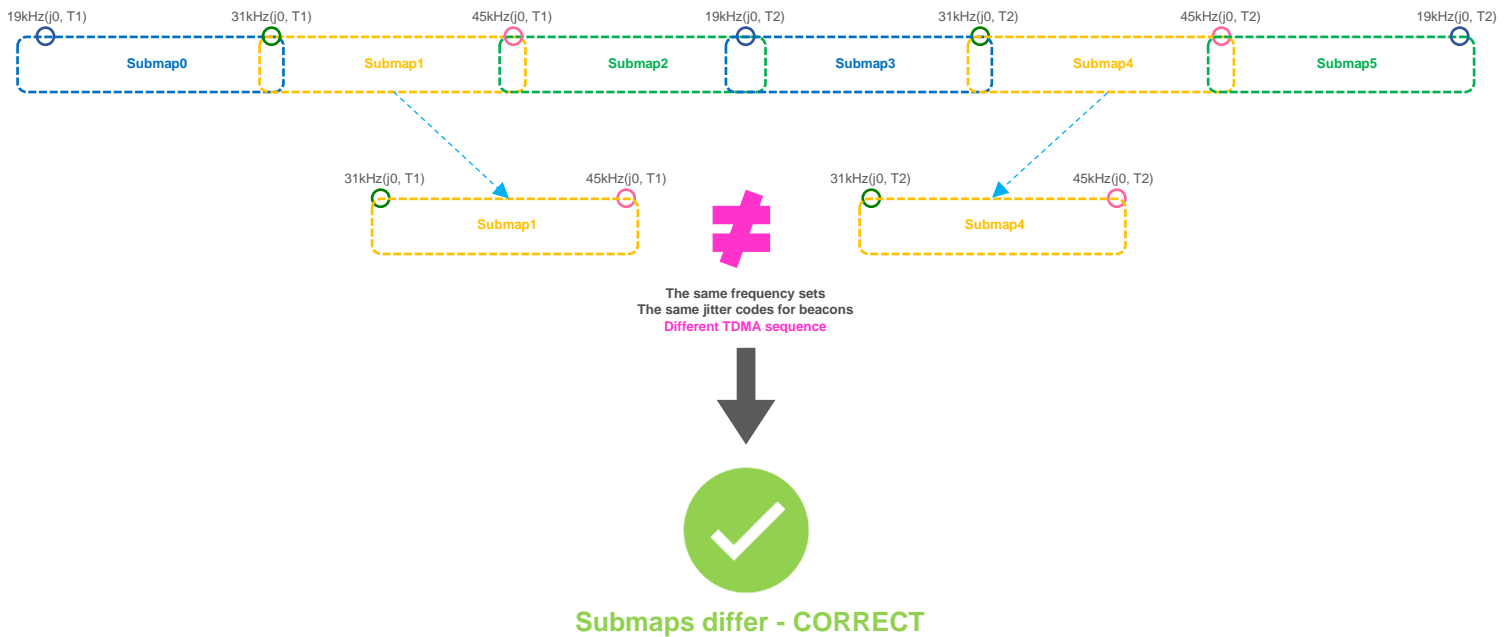 19kHz(j0, T1) 31kHz(j0, T1) 45kHz(j0, T1) 19kHz(j0, T2) 31kHz(j0, T2) 45kHz(j0, T2) 19kHz(j0, T2)
Submap0 Submap1 Submap2 Submap3 Submap4 Submap5
31kHz(j0, T1) 45kHz(j0, T1) 31kHz(j0, T2) 45kHz(j0, T2)
Submap1 ≠ Submap4
The same frequency sets
The same jitter codes for beacons
Different TDMA sequence
Submaps differ - CORRECT